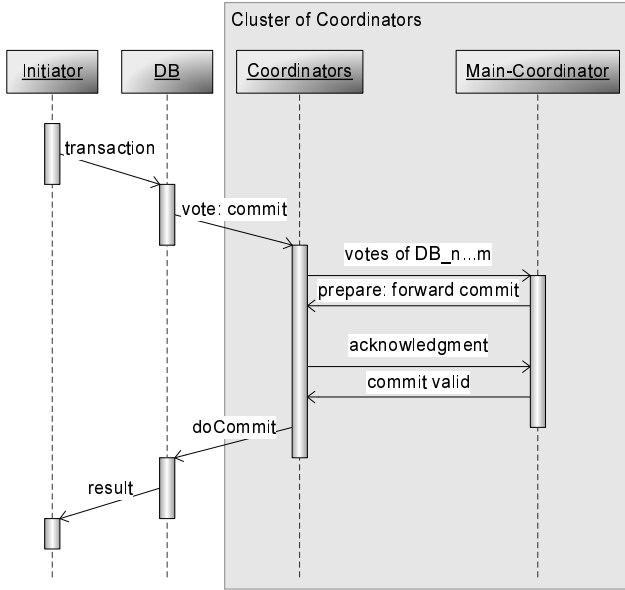 Cluster of Coordinators
Initiator
DB
Coordinators
Main-Coordinator
transaction
vote: commit
votes of DB_n...m
prepare: forward commit
acknowledgment
commit valid
doCommit
result